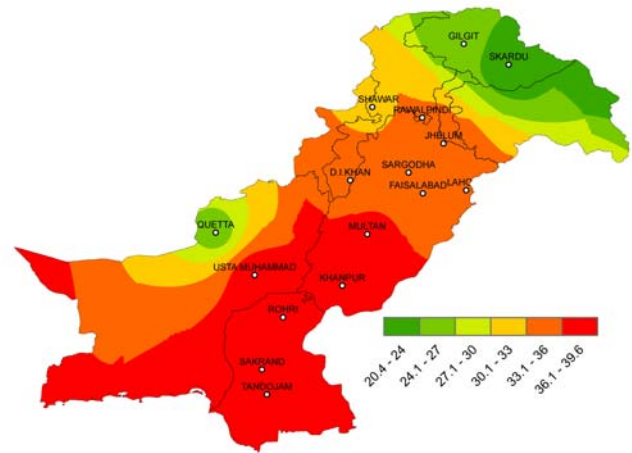 GILGIT
SKARDU
SHAWAR
RAWALPINDI
JHBLUM
SARGODHA
D.I.KHAN
FAISALABAD
LAHO
QUETTA
MULTAN
USTA MUHAMMAD
KHANPUR
ROHRI
SAKRAND
TANDOJAM
20.4 - 24
24.1 - 27
27.1 - 30
30.1 - 33
33.1 - 36
36.1 - 39.6